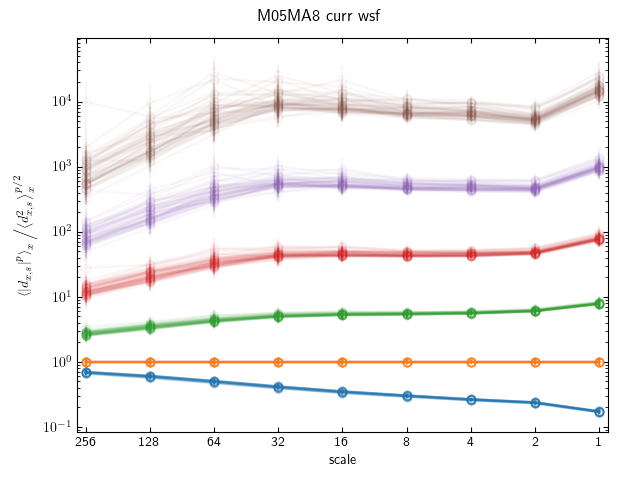 M05MA8 curr wsf
⟨|d_{x,s}|^p⟩_x / ⟨d^2_{x,s}⟩_x^{p/2}
10^4
10^3
10^2
10^1
10^0
10^{-1}
256 128 64 32 16 8 4 2 1
scale